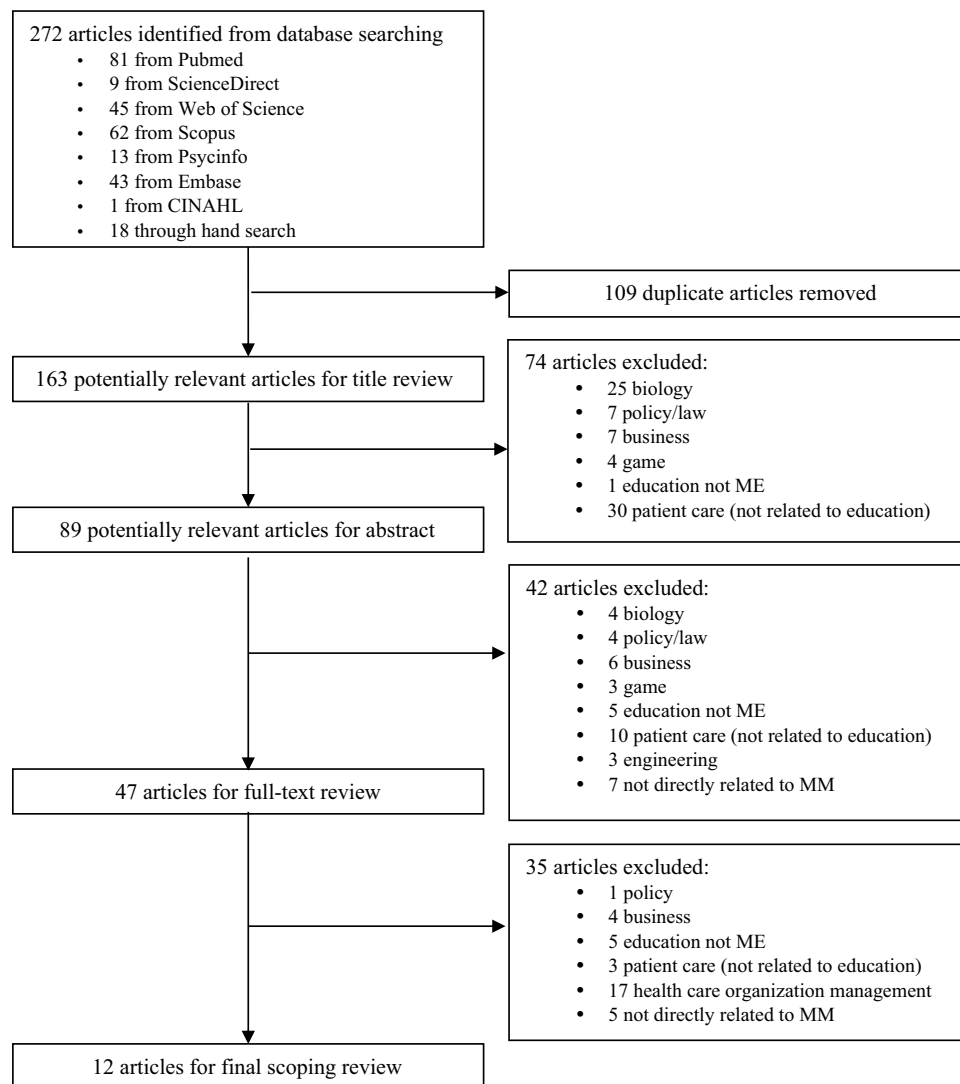 272 articles identified from database searching
• 81 from Pubmed
• 9 from ScienceDirect
• 45 from Web of Science
• 62 from Scopus
• 13 from Psycinfo
• 43 from Embase
• 1 from CINAHL
• 18 through hand search
109 duplicate articles removed
163 potentially relevant articles for title review
74 articles excluded:
• 25 biology
• 7 policy/law
• 7 business
• 4 game
• 1 education not ME
• 30 patient care (not related to education)
89 potentially relevant articles for abstract
42 articles excluded:
• 4 biology
• 4 policy/law
• 6 business
• 3 game
• 5 education not ME
• 10 patient care (not related to education)
• 3 engineering
• 7 not directly related to MM
47 articles for full-text review
35 articles excluded:
• 1 policy
• 4 business
• 5 education not ME
• 3 patient care (not related to education)
• 17 health care organization management
• 5 not directly related to MM
12 articles for final scoping review